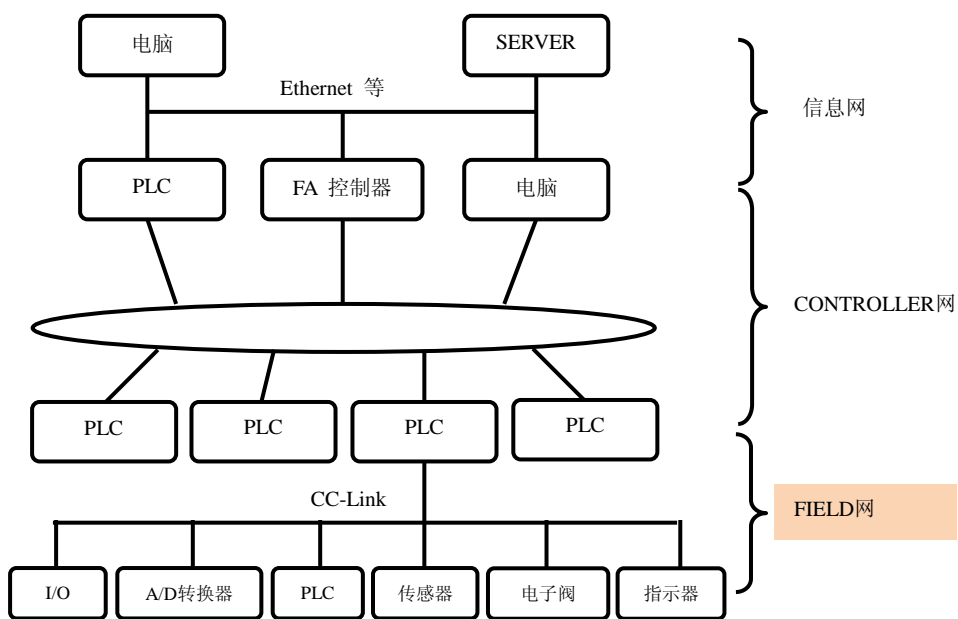 电脑
SERVER
Ethernet 等
信息网
PLC
FA 控制器
电脑
CONTROLLER网
PLC
PLC
PLC
PLC
CC-Link
FIELD网
I/O
A/D转换器
PLC
传感器
电子阀
指示器